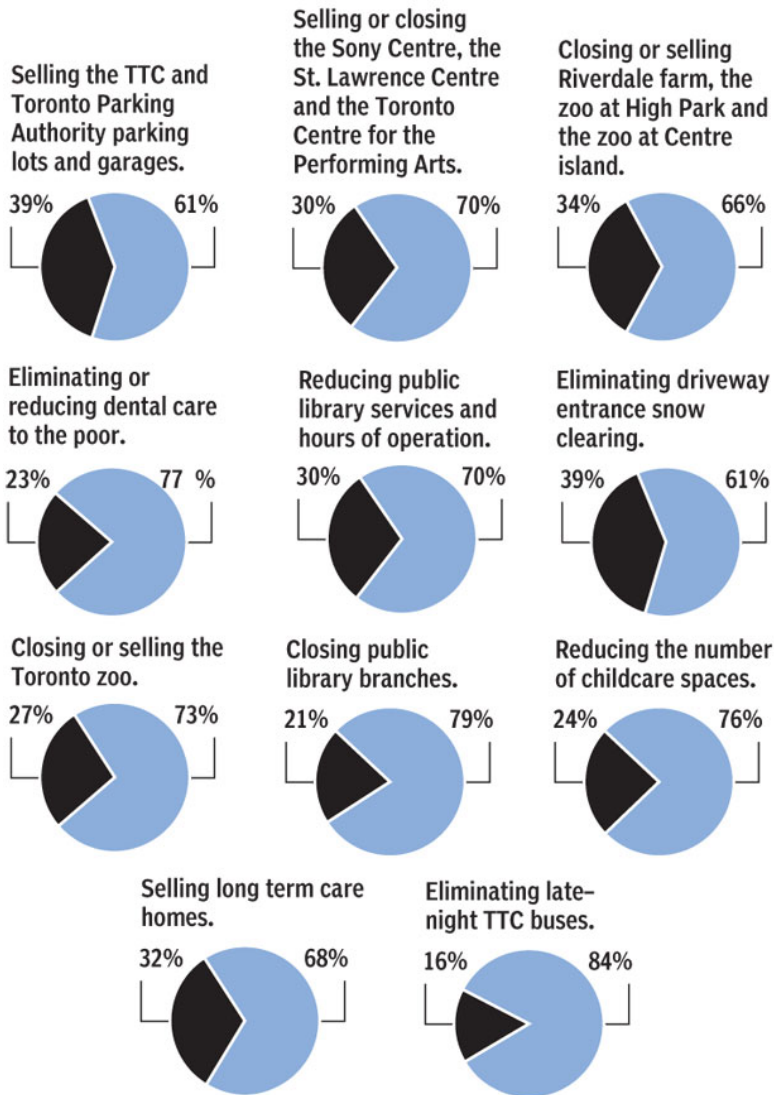 Selling the TTC and
Toronto Parking
Authority parking
lots and garages.
39% 61%
Selling or closing
the Sony Centre, the
St. Lawrence Centre
and the Toronto
Centre for the
Performing Arts.
30% 70%
Closing or selling
Riverdale farm, the
zoo at High Park and
the zoo at Centre
island.
34% 66%
Eliminating or
reducing dental care
to the poor.
23% 77 %
Reducing public
library services and
hours of operation.
30% 70%
Eliminating driveway
entrance snow
clearing.
39% 61%
Closing or selling the
Toronto zoo.
27% 73%
Closing public
library branches.
21% 79%
Reducing the number
of childcare spaces.
24% 76%
Selling long term care
homes.
32% 68%
Eliminating late–
night TTC buses.
16% 84%